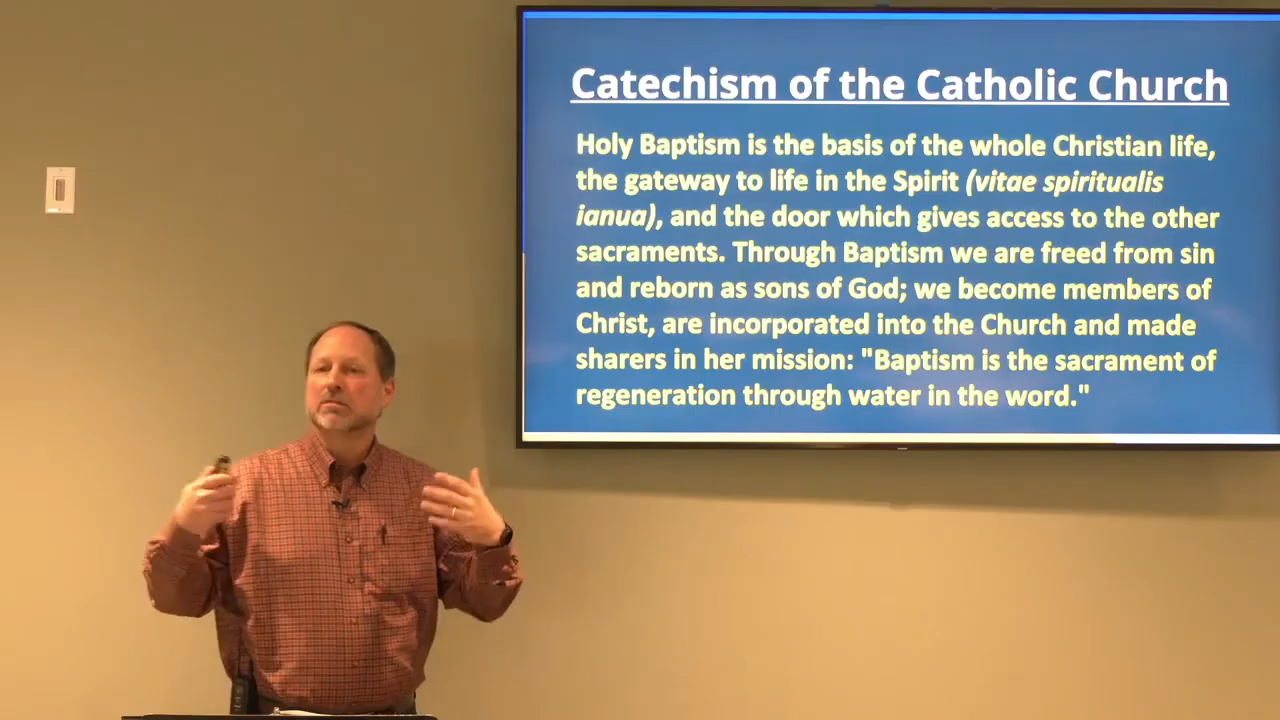 Catechism of the Catholic Church
Holy Baptism is the basis of the whole Christian life,
the gateway to life in the Spirit (vitae spiritualis
ianua), and the door which gives access to the other
sacraments. Through Baptism we are freed from sin
and reborn as sons of God; we become members of
Christ, are incorporated into the Church and made
sharers in her mission: "Baptism is the sacrament of
regeneration through water in the word."